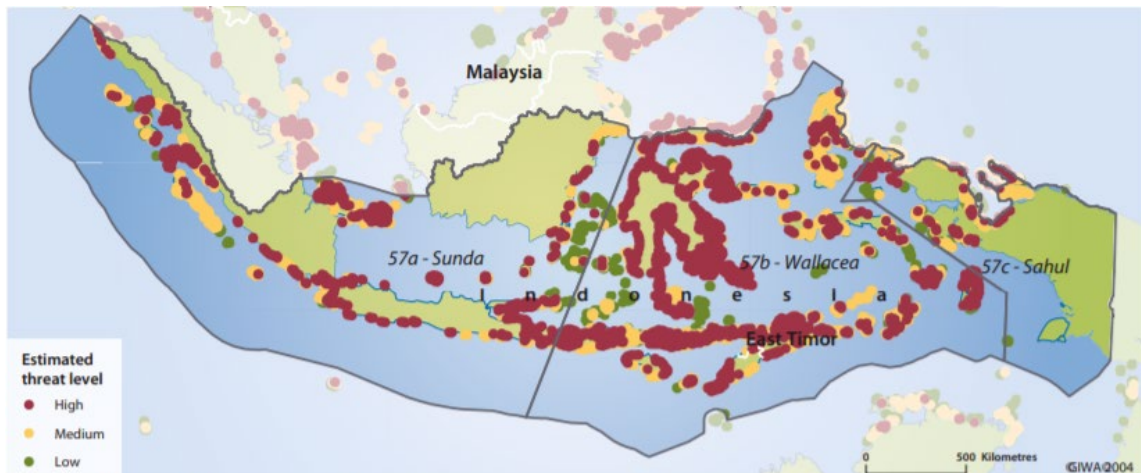 Malaysia
57a - Sunda
57b - Wallacea
57c - Sahul
Indonesia
East Timor
Estimated
threat level
High
Medium
Low
0 500 Kilometres
©GIWA 2004